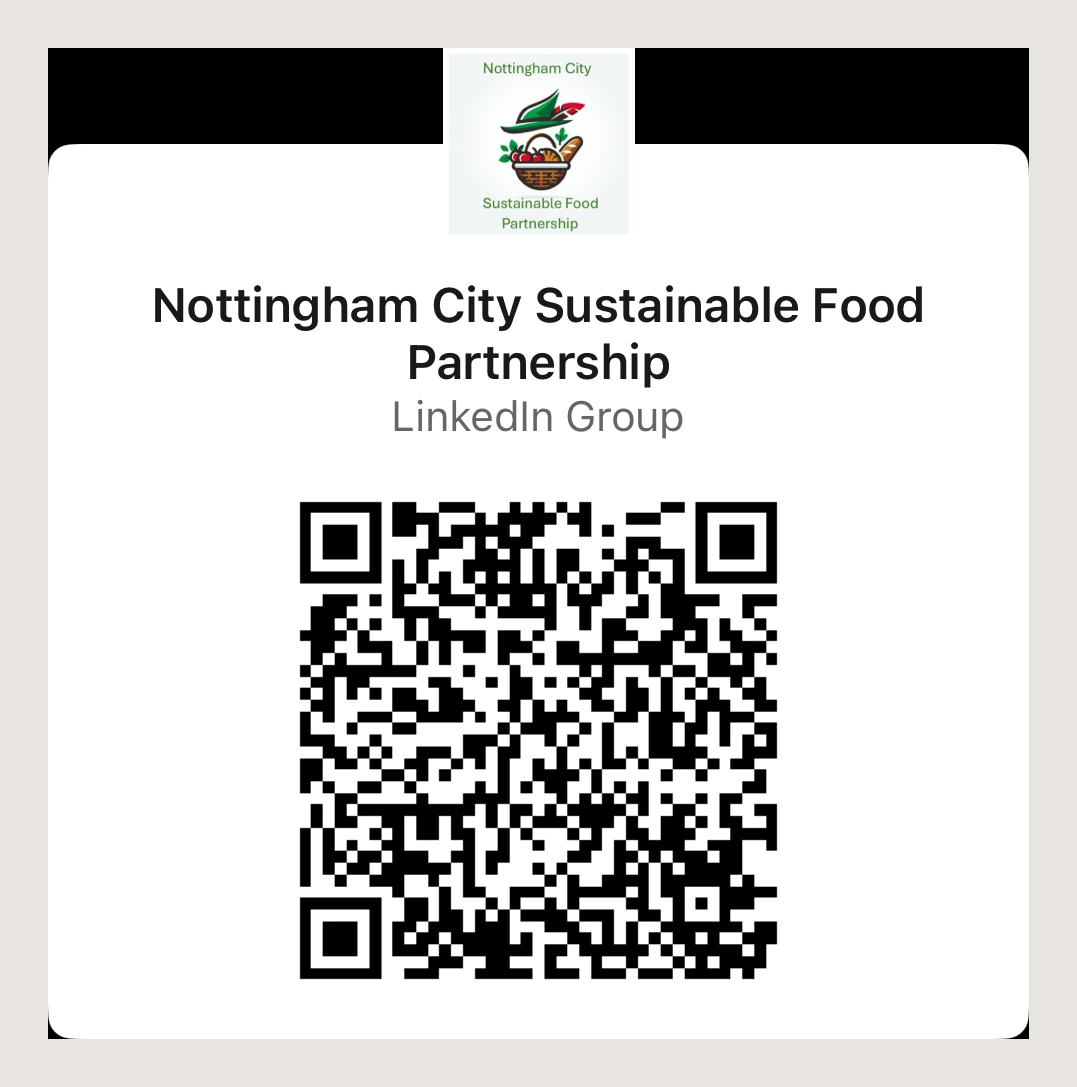 Nottingham City
Sustainable Food
Partnership
Nottingham City Sustainable Food
Partnership
LinkedIn Group